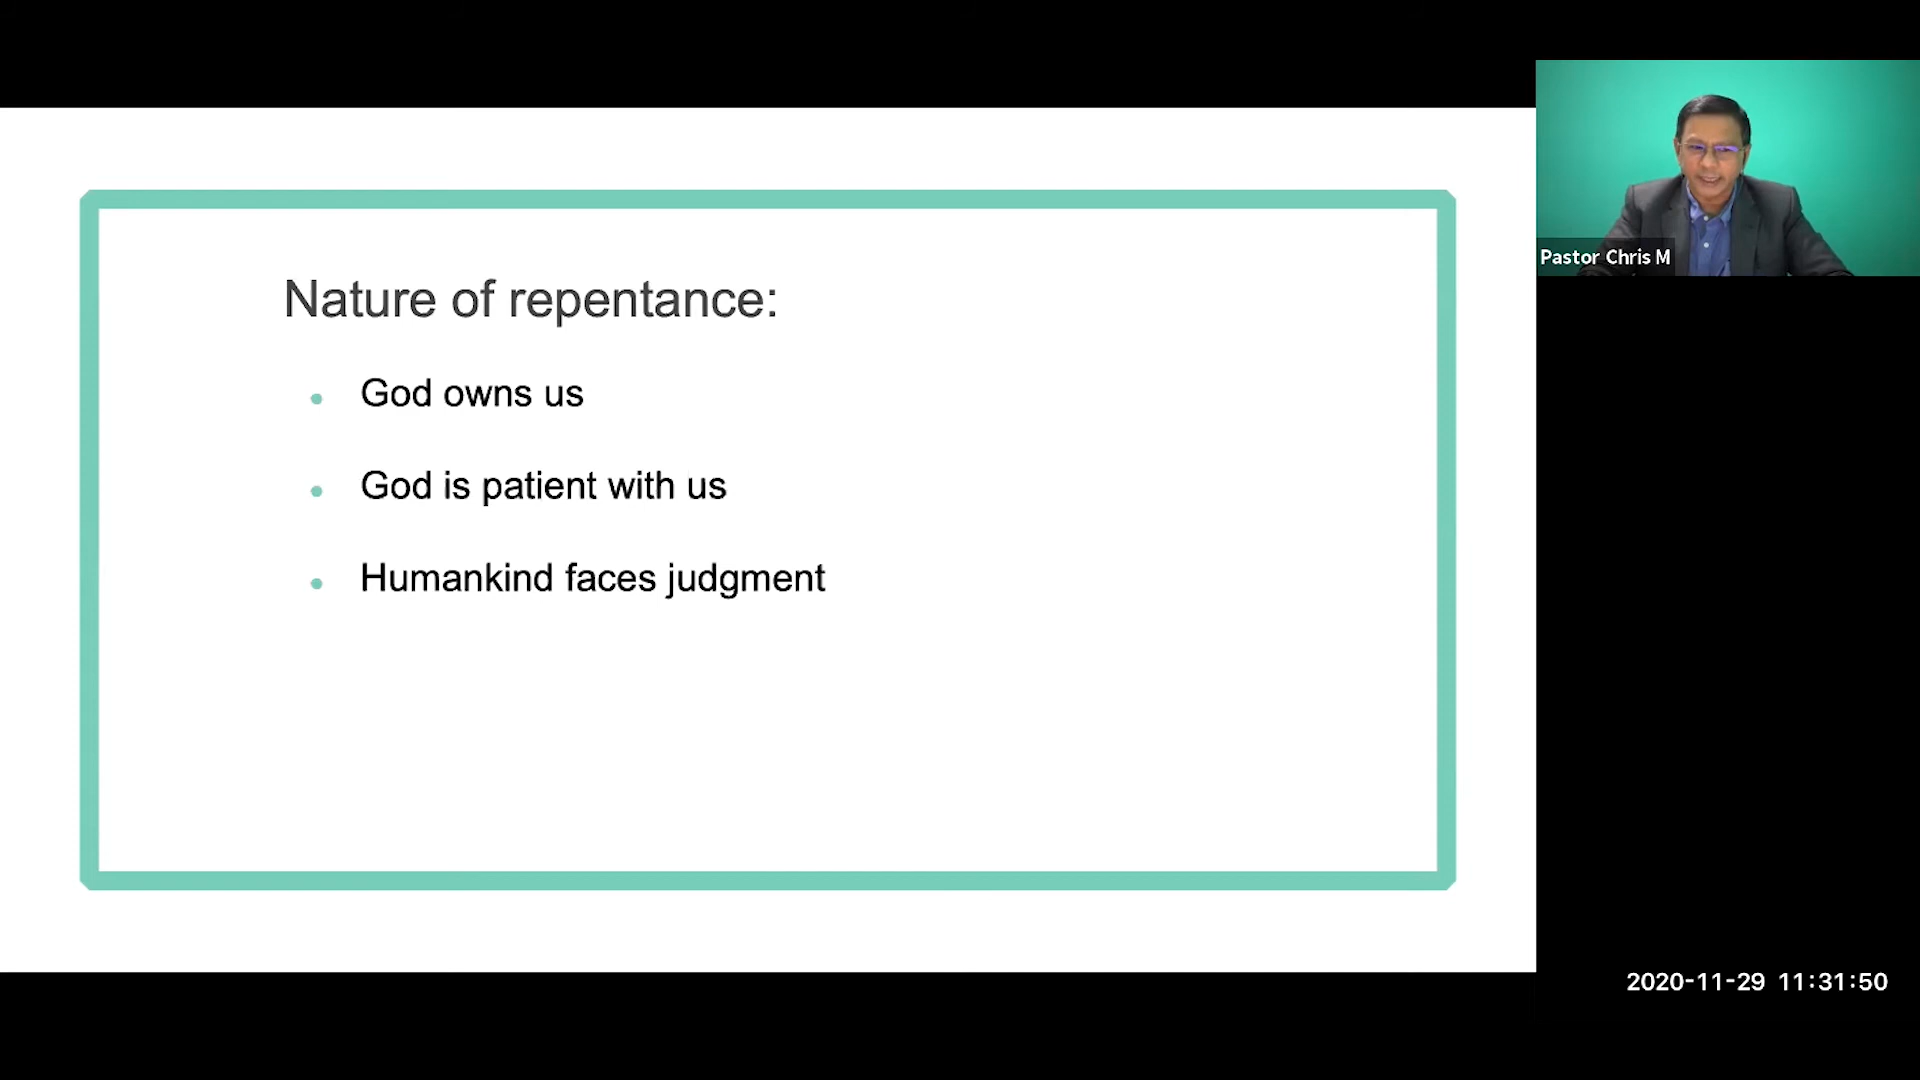 Nature of repentance:
God owns us
God is patient with us
Humankind faces judgment
Pastor Chris M
2020-11-29 11:31:50